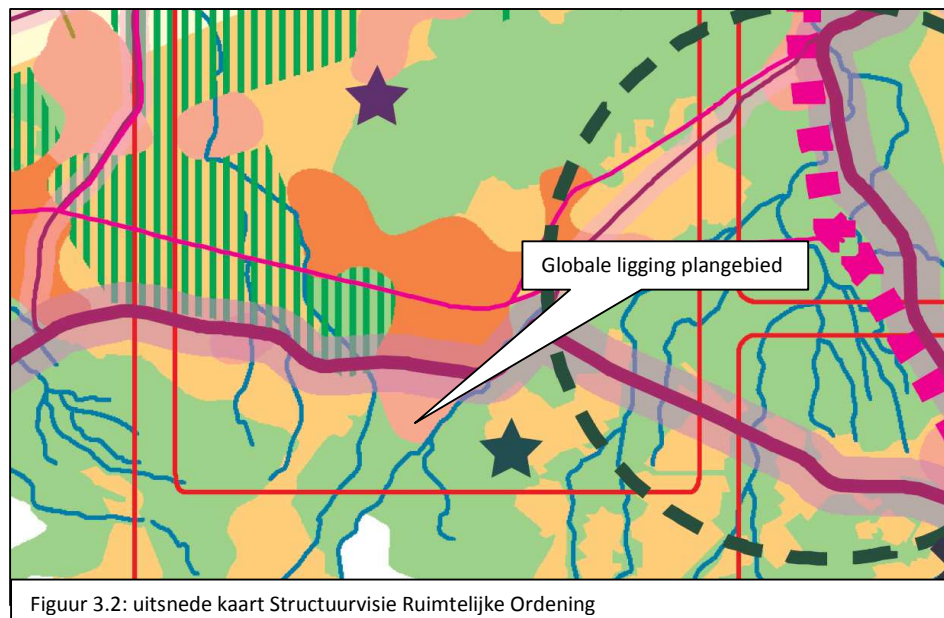 Globale ligging plangebied
Figuur 3.2: uitsnede kaart Structuurvisie Ruimtelijke Ordening